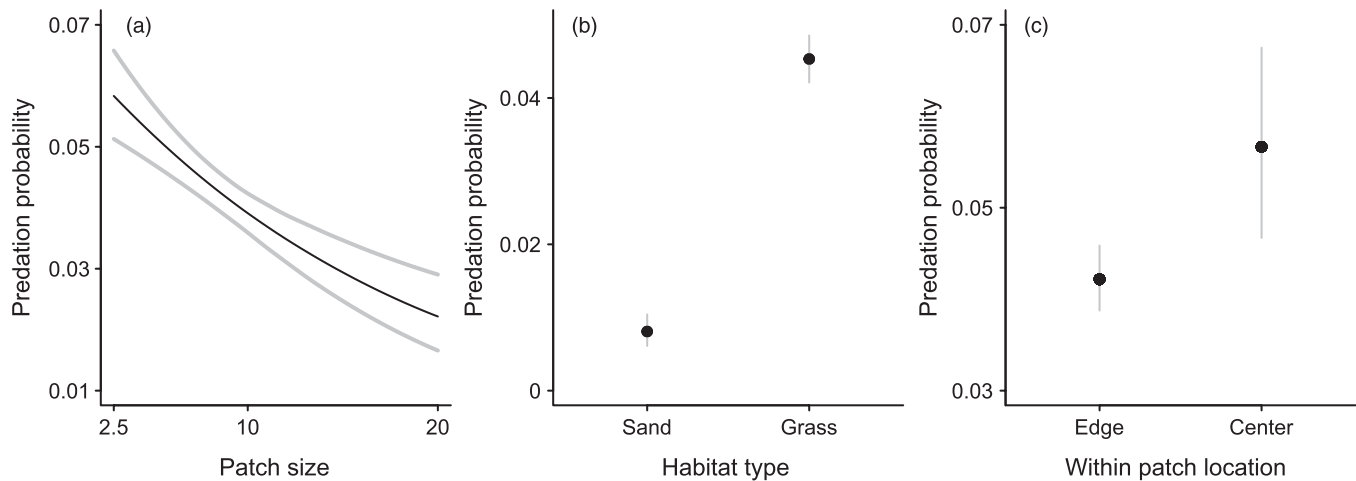 (a)
0.07
0.05
0.03
0.01
Predation probability
2.5 10 20
Patch size
(b)
0.04
0.02
0
Predation probability
Sand Grass
Habitat type
(c)
0.07
0.05
0.03
Predation probability
Edge Center
Within patch location